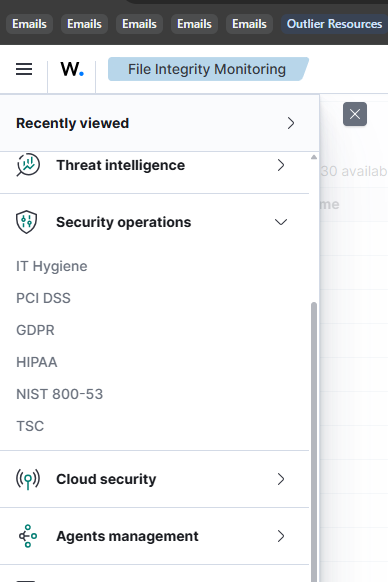 Emails Emails Emails Emails Emails Outlier Resources
W. File Integrity Monitoring
Recently viewed
Threat intelligence
30 availab
Security operations
me
IT Hygiene
PCI DSS
GDPR
HIPAA
NIST 800-53
TSC
Cloud security
Agents management